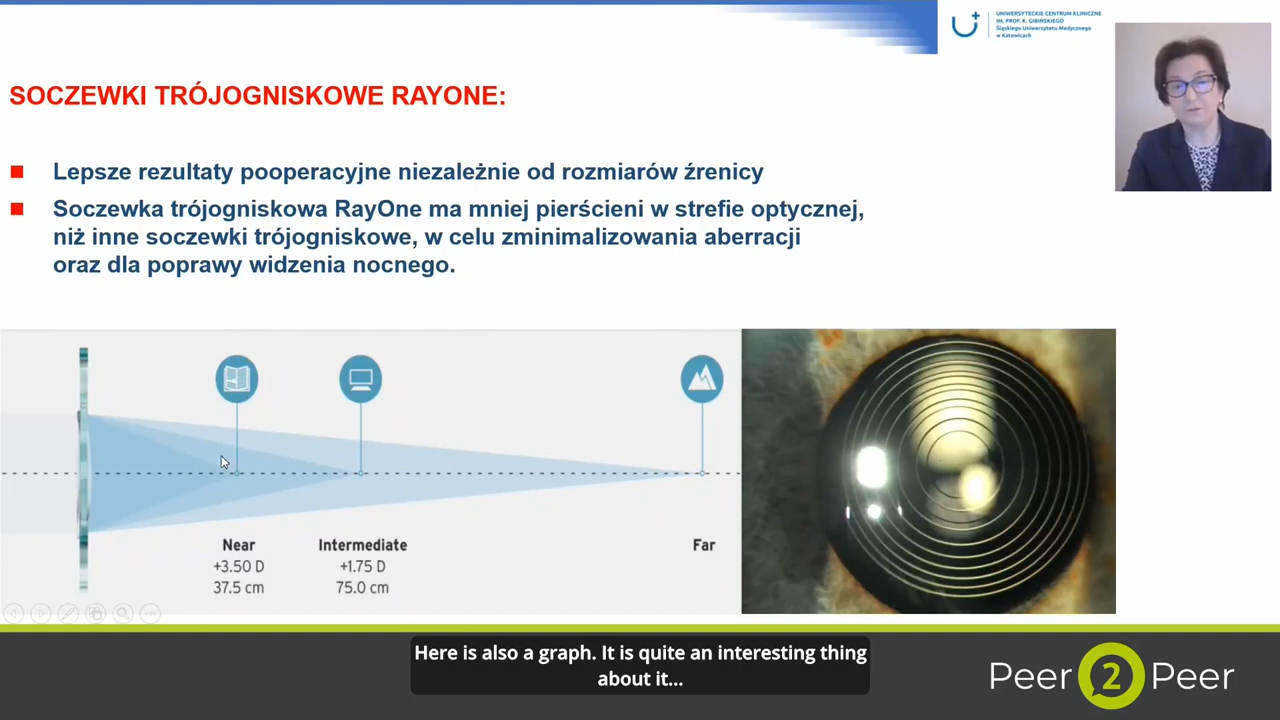 UNIWERSYTECKIE CENTRUM KLINICZNE
IM. PROF. K. GIBIŃSKIEGO
Śląskiego Uniwersytetu Medycznego
w Katowicach
SOCZEWKI TRÓJOGNISKOWE RAYONE:
Lepsze rezultaty pooperacyjne niezależnie od rozmiarów źrenicy
Soczewka trójogniskowa RayOne ma mniej pierścieni w strefie optycznej,
niż inne soczewki trójogniskowe, w celu zminimalizowania aberracji
oraz dla poprawy widzenia nocnego.
Near Intermediate Far
+3.50 D +1.75 D
37.5 cm 75.0 cm
Here is also a graph. It is quite an interesting thing
about it...
Peer 2 Peer